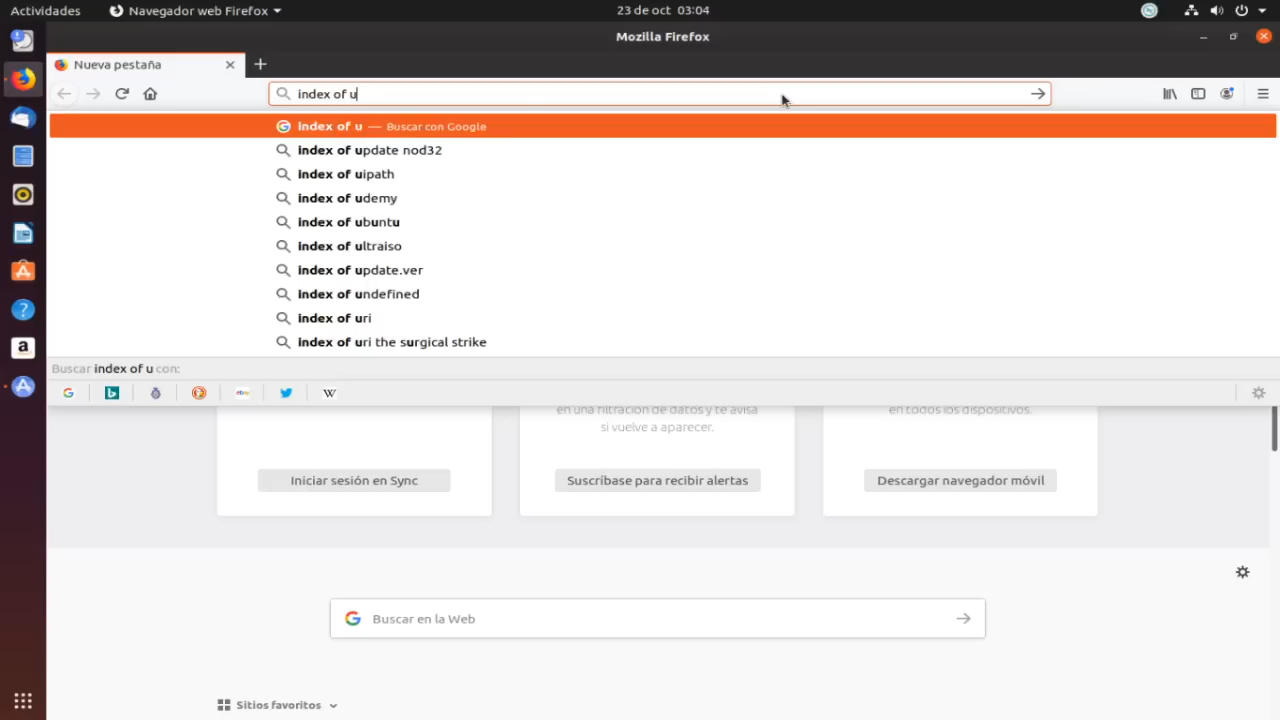 Actividades
Navegador web Firefox
23 de oct 03:04
Mozilla Firefox
Nueva pestaña
index of u
index of u — Buscar con Google
index of update nod32
index of uipath
index of udemy
index of ubuntu
index of ultraiso
index of update.ver
index of undefined
index of uri
index of uri the surgical strike
Buscar index of u con:
en una filtración de datos y te avisa
si vuelve a aparecer.
en todos los dispositivos.
Iniciar sesión en Sync
Suscríbase para recibir alertas
Descargar navegador móvil
Buscar en la Web
Sitios favoritos